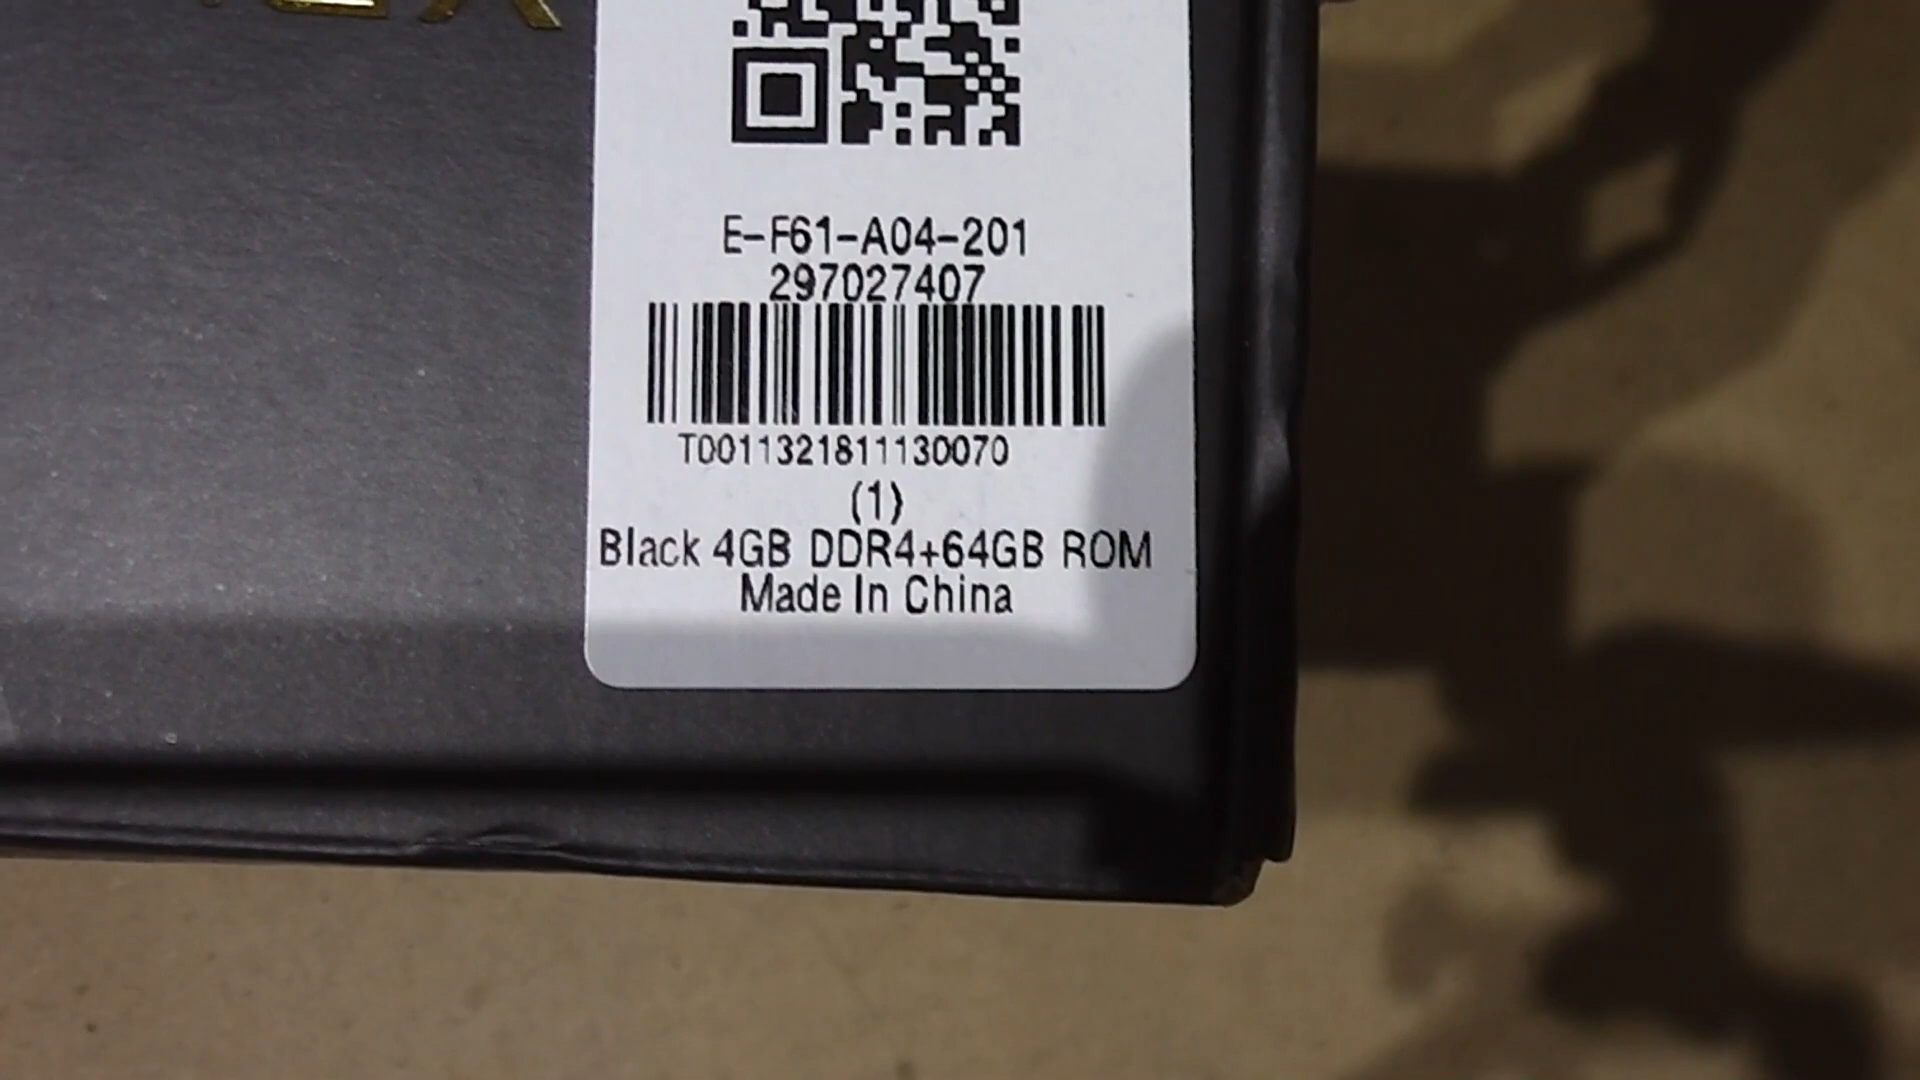 E-F61-A04-201
297027407
T0011321811130070
(1)
Black 4GB DDR4+64GB ROM
Made In China